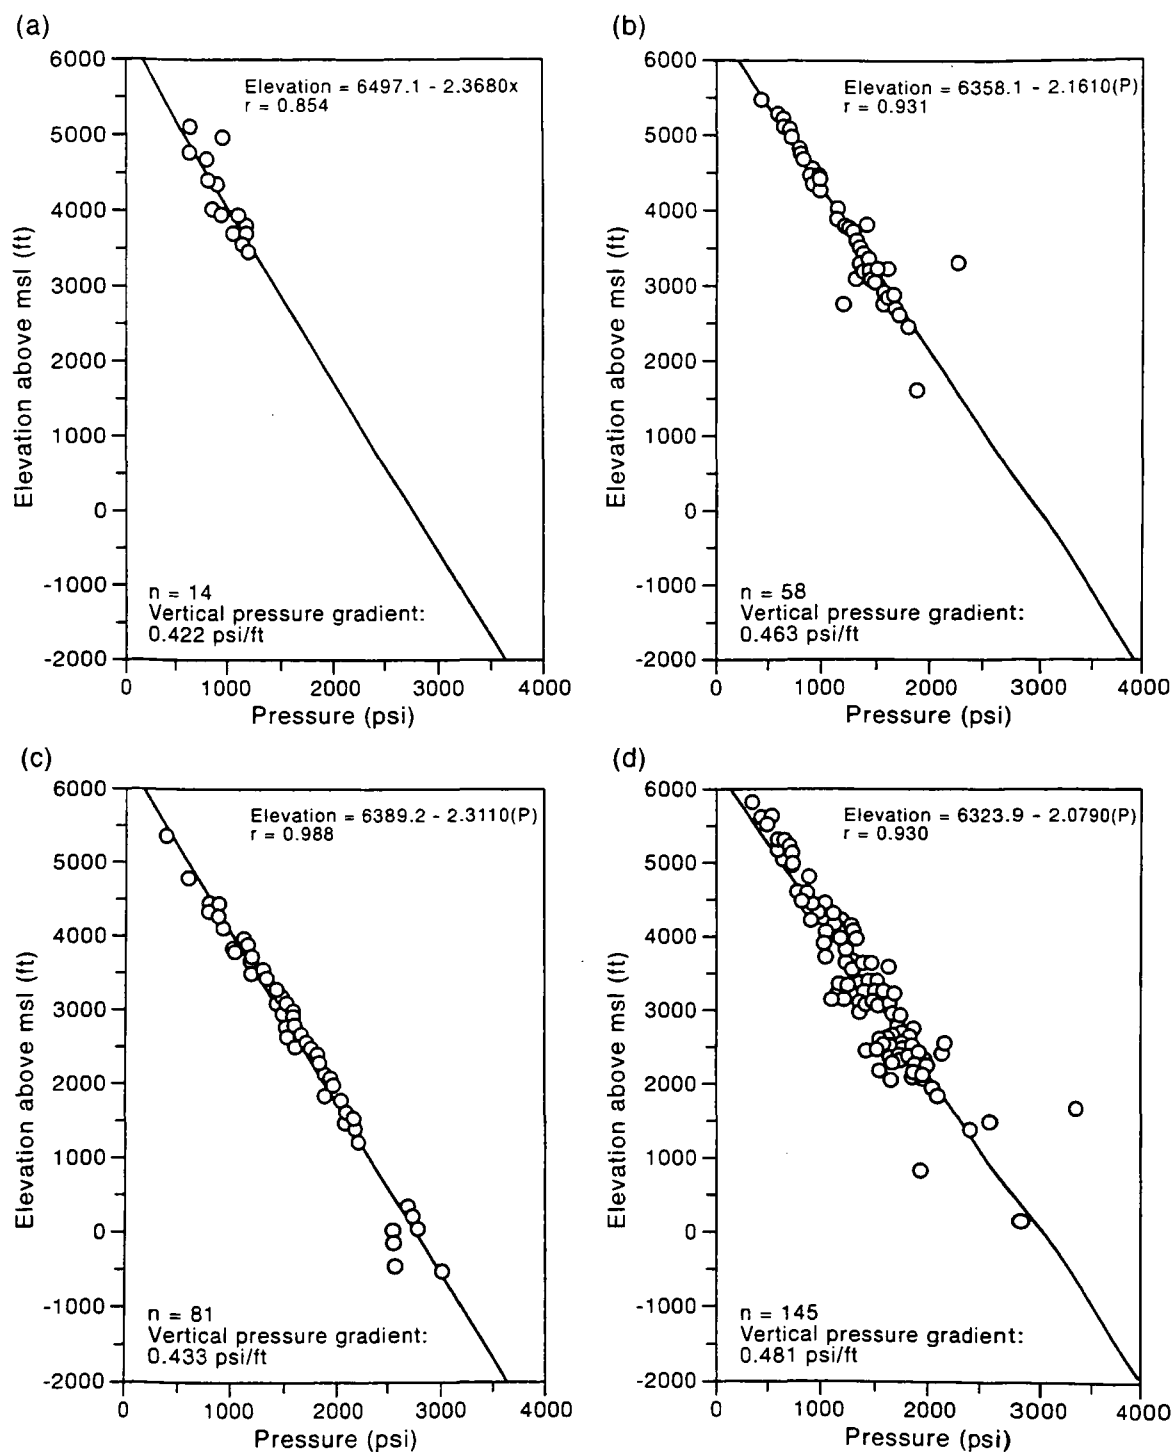 (a)
6000
5000
4000
3000
2000
1000
0
-1000
-2000
Elevation above msl (ft)
Elevation = 6497.1 - 2.3680x
r = 0.854
n = 14
Vertical pressure gradient:
0.422 psi/ft
0 1000 2000 3000 4000
Pressure (psi)
(b)
6000
5000
4000
3000
2000
1000
0
-1000
-2000
Elevation above msl (ft)
Elevation = 6358.1 - 2.1610(P)
r = 0.931
n = 58
Vertical pressure gradient:
0.463 psi/ft
0 1000 2000 3000 4000
Pressure (psi)
(c)
6000
5000
4000
3000
2000
1000
0
-1000
-2000
Elevation above msl (ft)
Elevation = 6389.2 - 2.3110(P)
r = 0.988
n = 81
Vertical pressure gradient:
0.433 psi/ft
0 1000 2000 3000 4000
Pressure (psi)
(d)
6000
5000
4000
3000
2000
1000
0
-1000
-2000
Elevation above msl (ft)
Elevation = 6323.9 - 2.0790(P)
r = 0.930
n = 145
Vertical pressure gradient:
0.481 psi/ft
0 1000 2000 3000 4000
Pressure (psi)